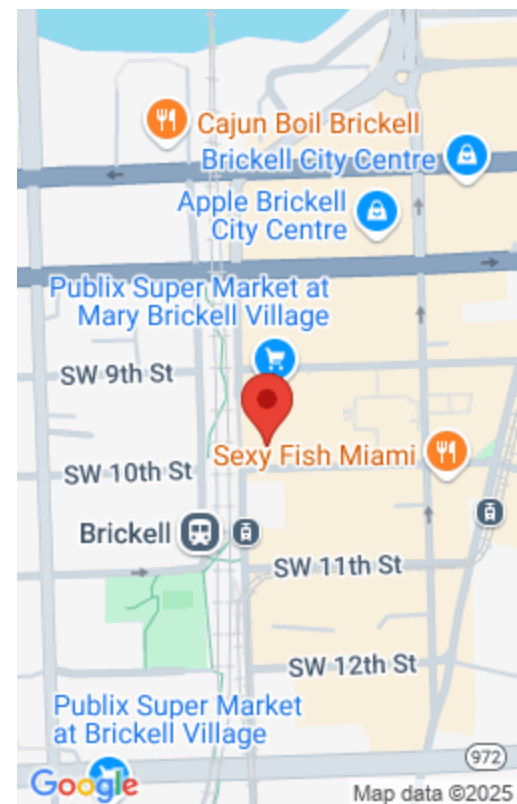 Cajun Boil Brickell
Brickell City Centre
Apple Brickell
City Centre
Publix Super Market at
Mary Brickell Village
SW 9th St
Sexy Fish Miami
SW 10th St
Brickell
SW 11th St
SW 12th St
Publix Super Market
at Brickell Village
972
Google
Map data ©2025